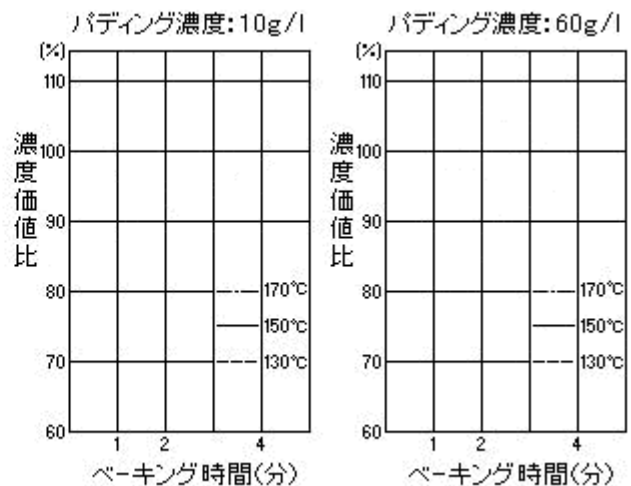 パディング濃度:10g/l
(%)
110
100
90
80
70
60
濃度価値比
170℃
150℃
130℃
1 2 4
ベーキング時間(分)
パディング濃度:60g/l
(%)
110
100
90
80
70
60
濃度価値比
170℃
150℃
130℃
1 2 4
ベーキング時間(分)